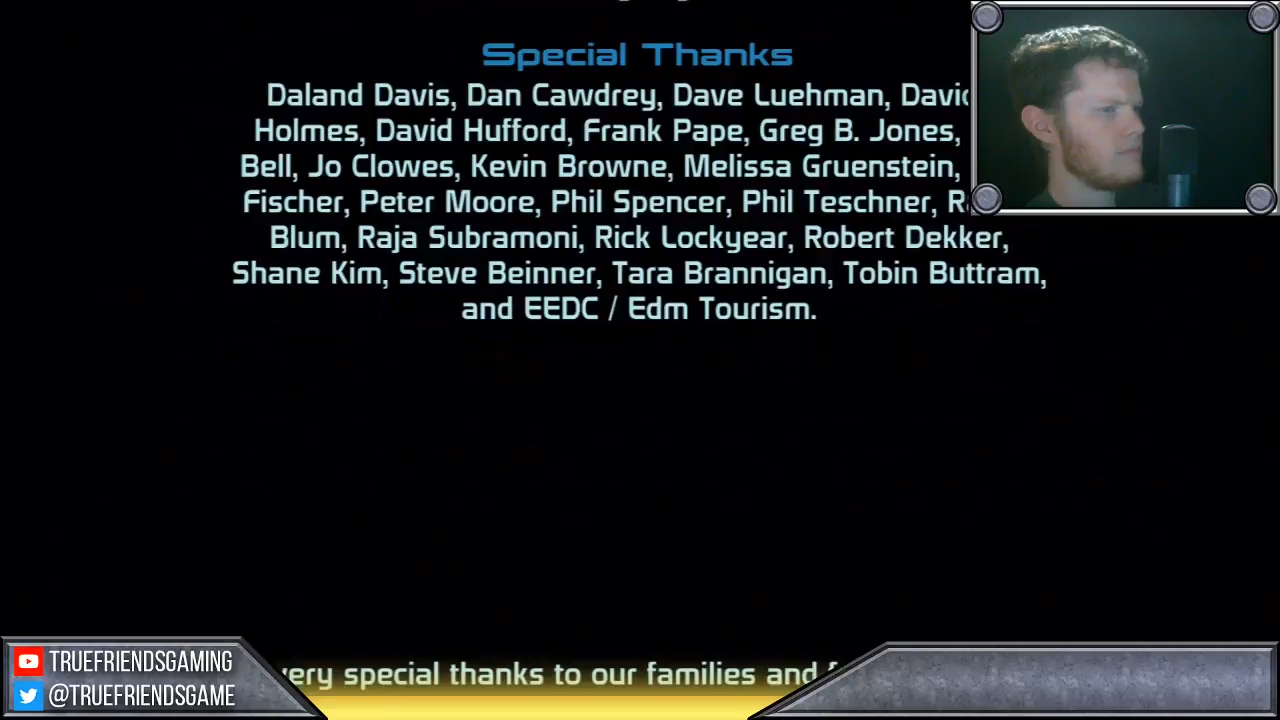 Special Thanks
Daland Davis, Dan Cawdrey, Dave Luehman,
Holmes, David Hufford, Frank Pape, Greg B. Jones,
Bell, Jo Clowes, Kevin Browne, Melissa Gruenstein,
Fischer, Peter Moore, Phil Spencer, Phil Teschner,
Blum, Raja Subramoni, Rick Lockyear, Robert Dekker,
Shane Kim, Steve Beinner, Tara Brannigan, Tobin Buttram,
and EEDC / Edm Tourism.
very special thanks to our families and
TRUEFRIENDSGAMING
@TRUEFRIENDSGAME